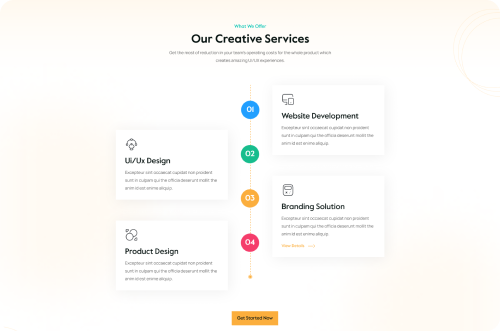 What We Offer
Our Creative Services
Get the most of reduction in your team's operating costs for the whole product which
creates amazing UI/UX experiences.
01
Website Development
Excepteur sint occaecat cupidat non proident
sunt in culpam qui the officia deserunt mollit the
anim id est enime aliquip.
02
Ui/Ux Design
Excepteur sint occaecat cupidat non proident
sunt in culpam qui the officia deserunt mollit the
anim id est enime aliquip.
03
Branding Solution
Excepteur sint occaecat cupidat non proident
sunt in culpam qui the officia deserunt mollit the
anim id est enime aliquip.
View Details
04
Product Design
Excepteur sint occaecat cupidat non proident
sunt in culpam qui the officia deserunt mollit the
anim id est enime aliquip.
Get Started Now